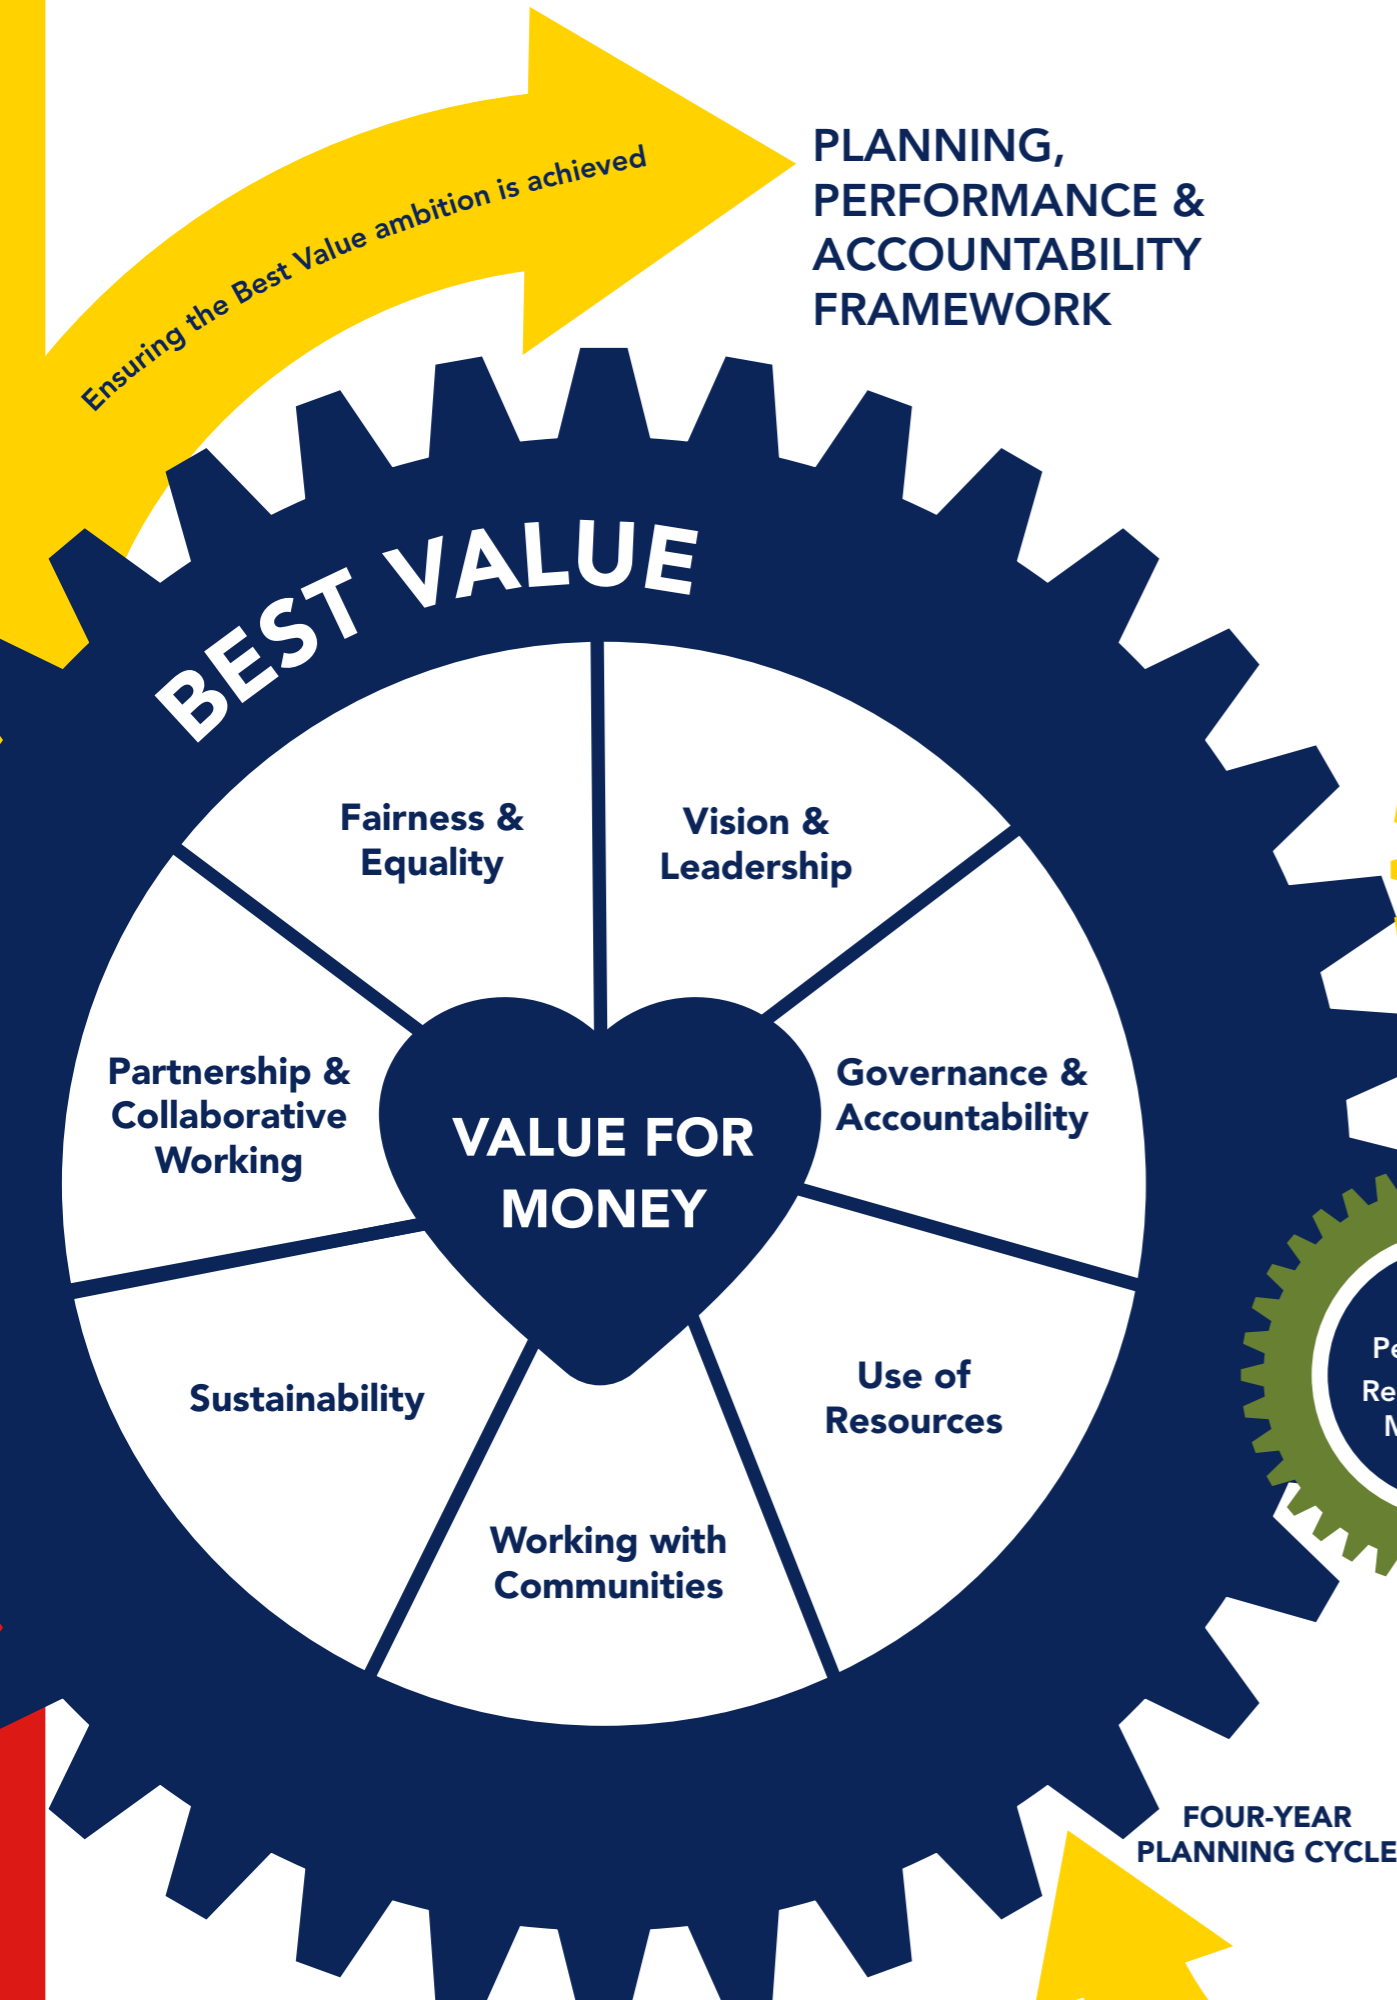 Ensuring the Best Value ambition is achieved
PLANNING,
PERFORMANCE &
ACCOUNTABILITY
FRAMEWORK
BEST VALUE
Fairness &
Equality
Vision &
Leadership
Partnership &
Collaborative
Working
VALUE FOR
MONEY
Governance &
Accountability
Sustainability
Use of
Resources
Working with
Communities
FOUR-YEAR
PLANNING CYCLE